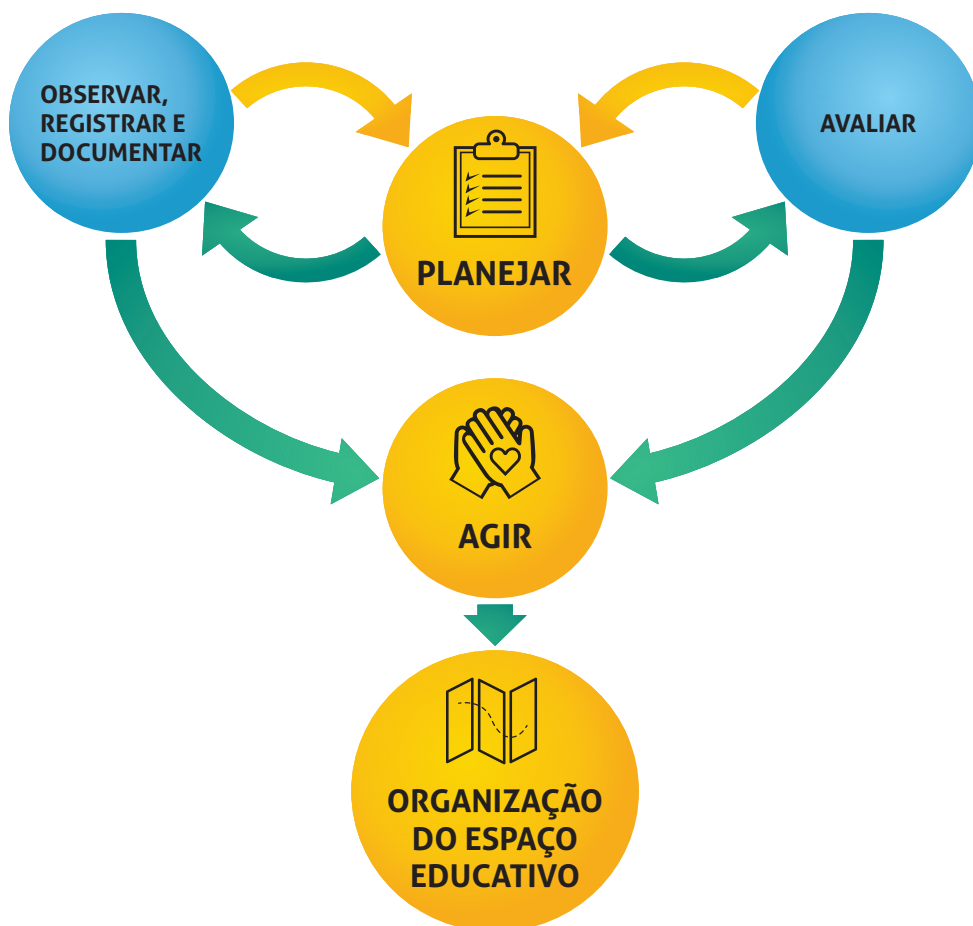 OBSERVAR,
REGISTRAR E
DOCUMENTAR
AVALIAR
PLANEJAR
AGIR
ORGANIZAÇÃO
DO ESPAÇO
EDUCATIVO